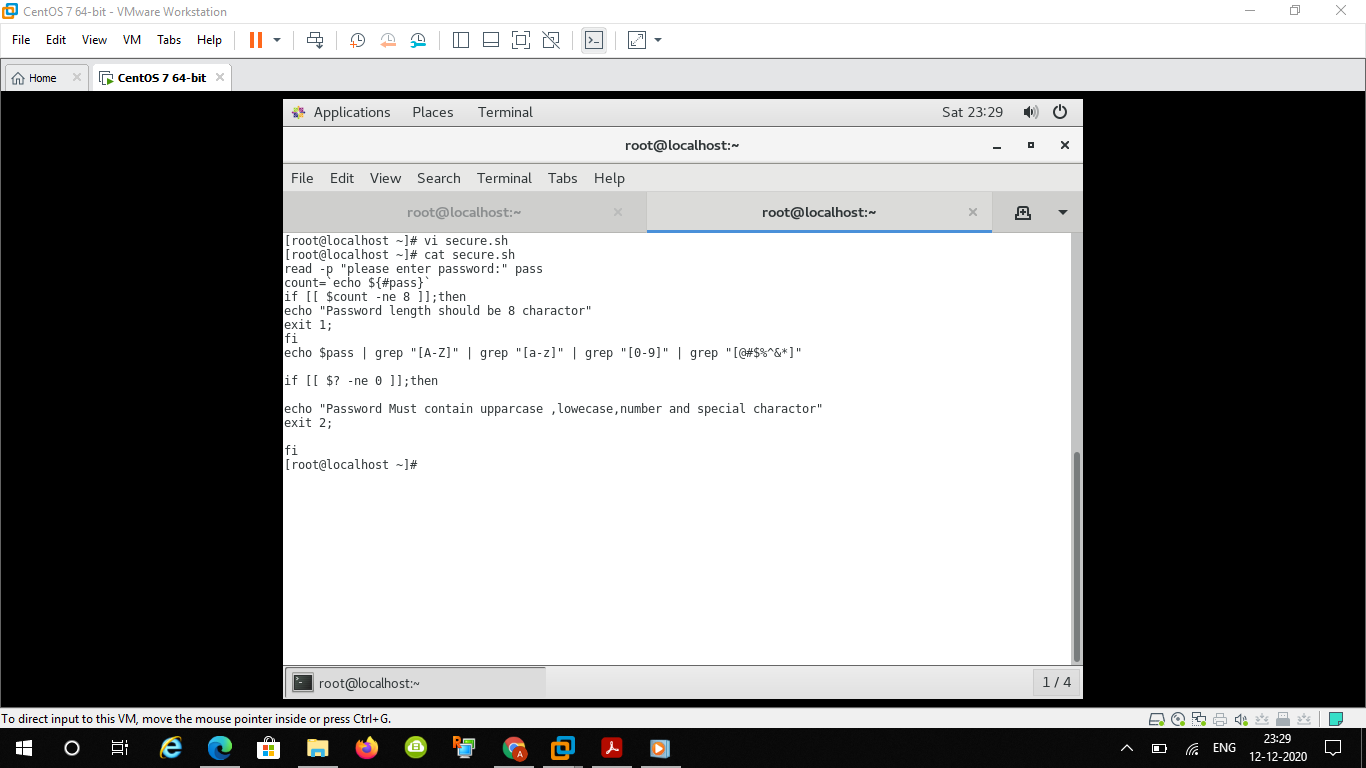 CentOS 7 64-bit - VMware Workstation
File Edit View VM Tabs Help
Home CentOS 7 64-bit
Applications Places Terminal Sat 23:29
root@localhost:~
File Edit View Search Terminal Tabs Help
root@localhost:~ root@localhost:~
[root@localhost ~]# vi secure.sh
[root@localhost ~]# cat secure.sh
read -p "please enter password:" pass
count=`echo ${#pass}`
if [[ $count -ne 8 ]];then
echo "Password length should be 8 charactor"
exit 1;
fi
echo $pass | grep "[A-Z]" | grep "[a-z]" | grep "[0-9]" | grep "[@#$%^&*]"
if [[ $? -ne 0 ]];then
echo "Password Must contain upparcase ,lowecase,number and special charactor"
exit 2;
fi
[root@localhost ~]#
root@localhost:~ 1 / 4
To direct input to this VM, move the mouse pointer inside or press Ctrl+G.
ENG 23:29
12-12-2020